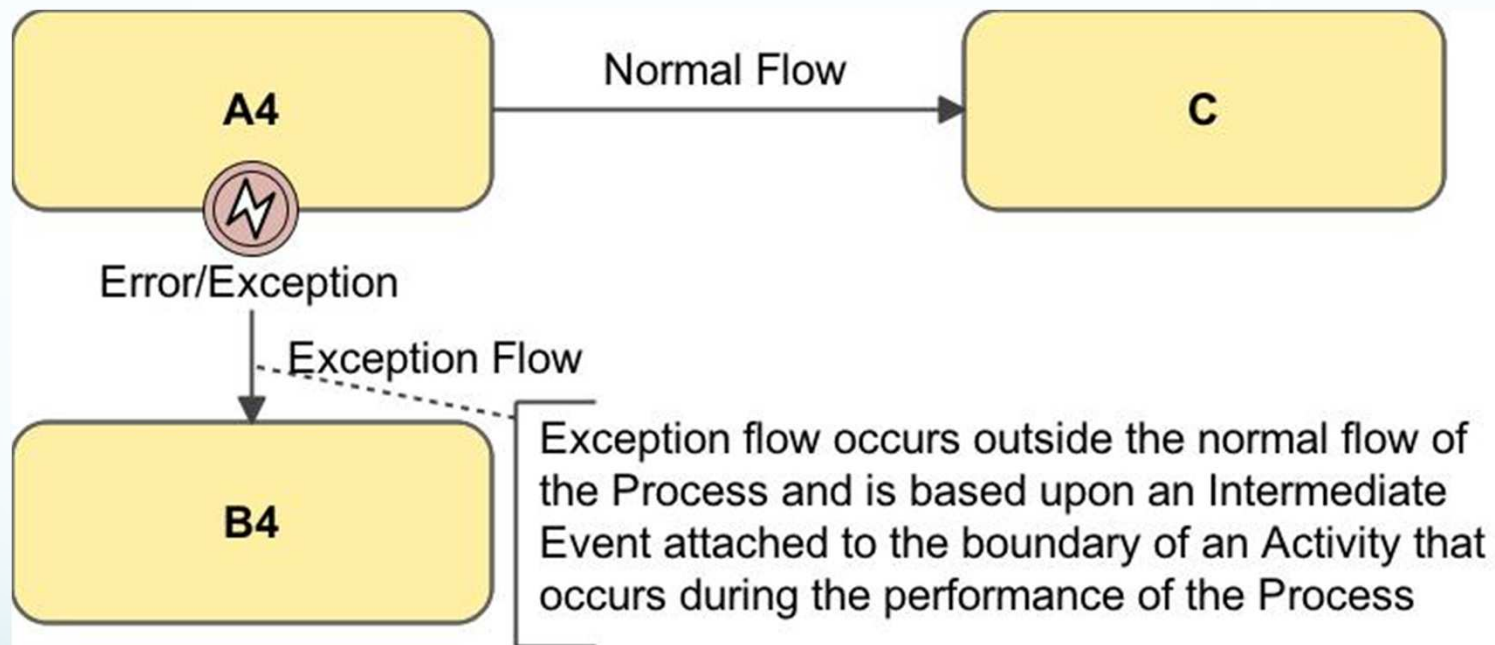 A4
Normal Flow
C
Error/Exception
Exception Flow
B4
Exception flow occurs outside the normal flow of
the Process and is based upon an Intermediate
Event attached to the boundary of an Activity that
occurs during the performance of the Process